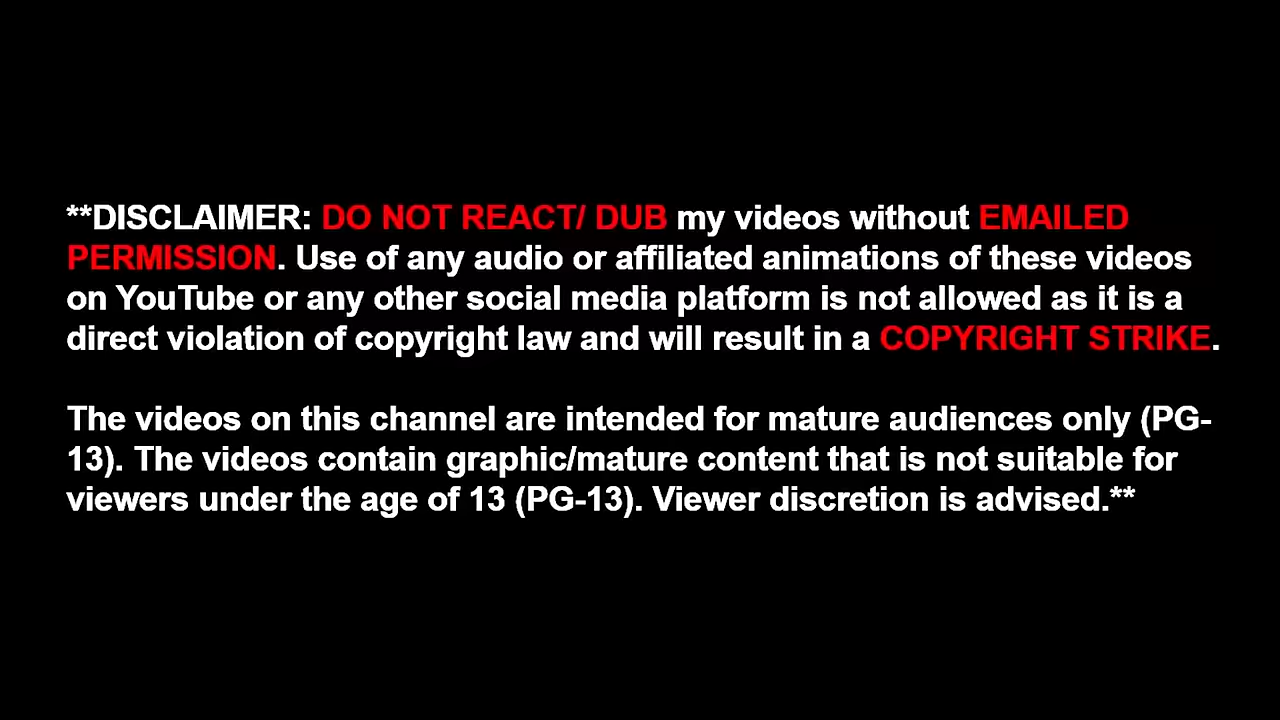 **DISCLAIMER: DO NOT REACT/ DUB my videos without EMAILED
PERMISSION. Use of any audio or affiliated animations of these videos
on YouTube or any other social media platform is not allowed as it is a
direct violation of copyright law and will result in a COPYRIGHT STRIKE.
The videos on this channel are intended for mature audiences only (PG-
13). The videos contain graphic/mature content that is not suitable for
viewers under the age of 13 (PG-13). Viewer discretion is advised.**